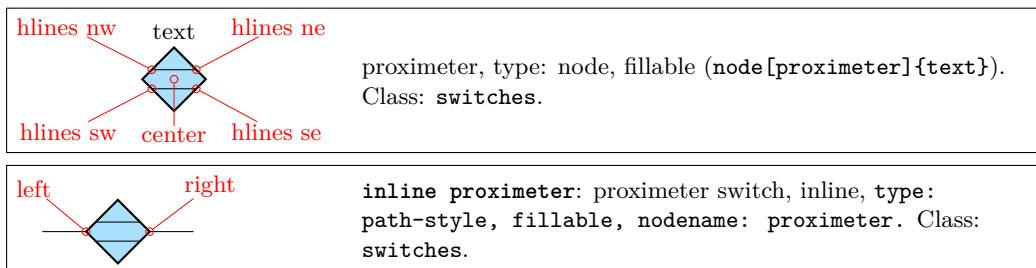 hlines nw text hlines ne
proximeter, type: node, fillable (node[proximeter]{text}).
Class: switches.
hlines sw center hlines se
left right
inline proximeter: proximeter switch, inline, type:
path-style, fillable, nodename: proximeter. Class:
switches.